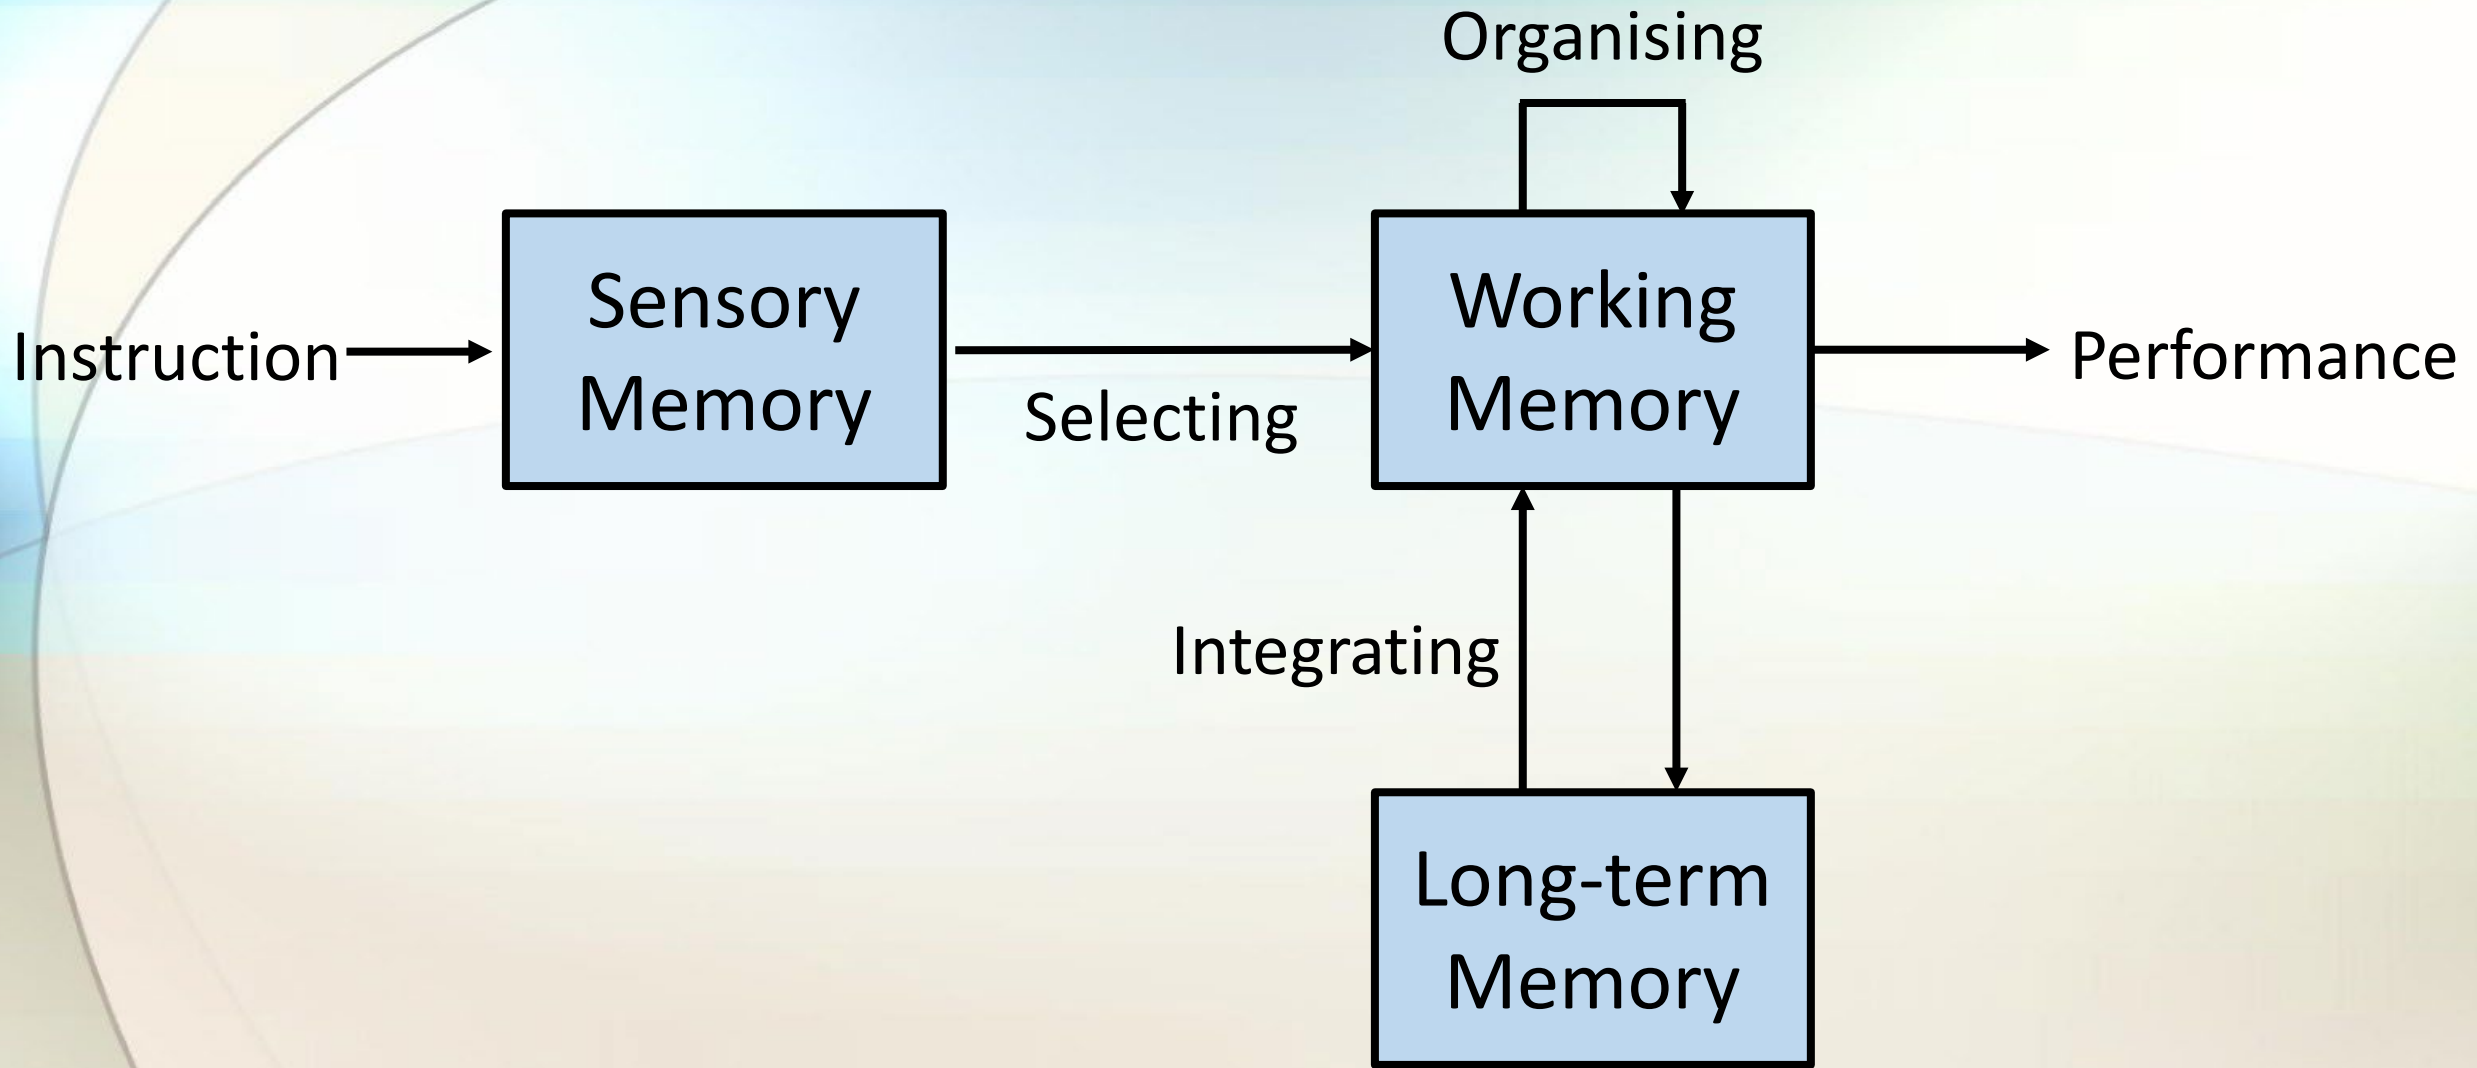 Organising
Instruction
Sensory
Memory
Selecting
Working
Memory
Performance
Integrating
Long-term
Memory